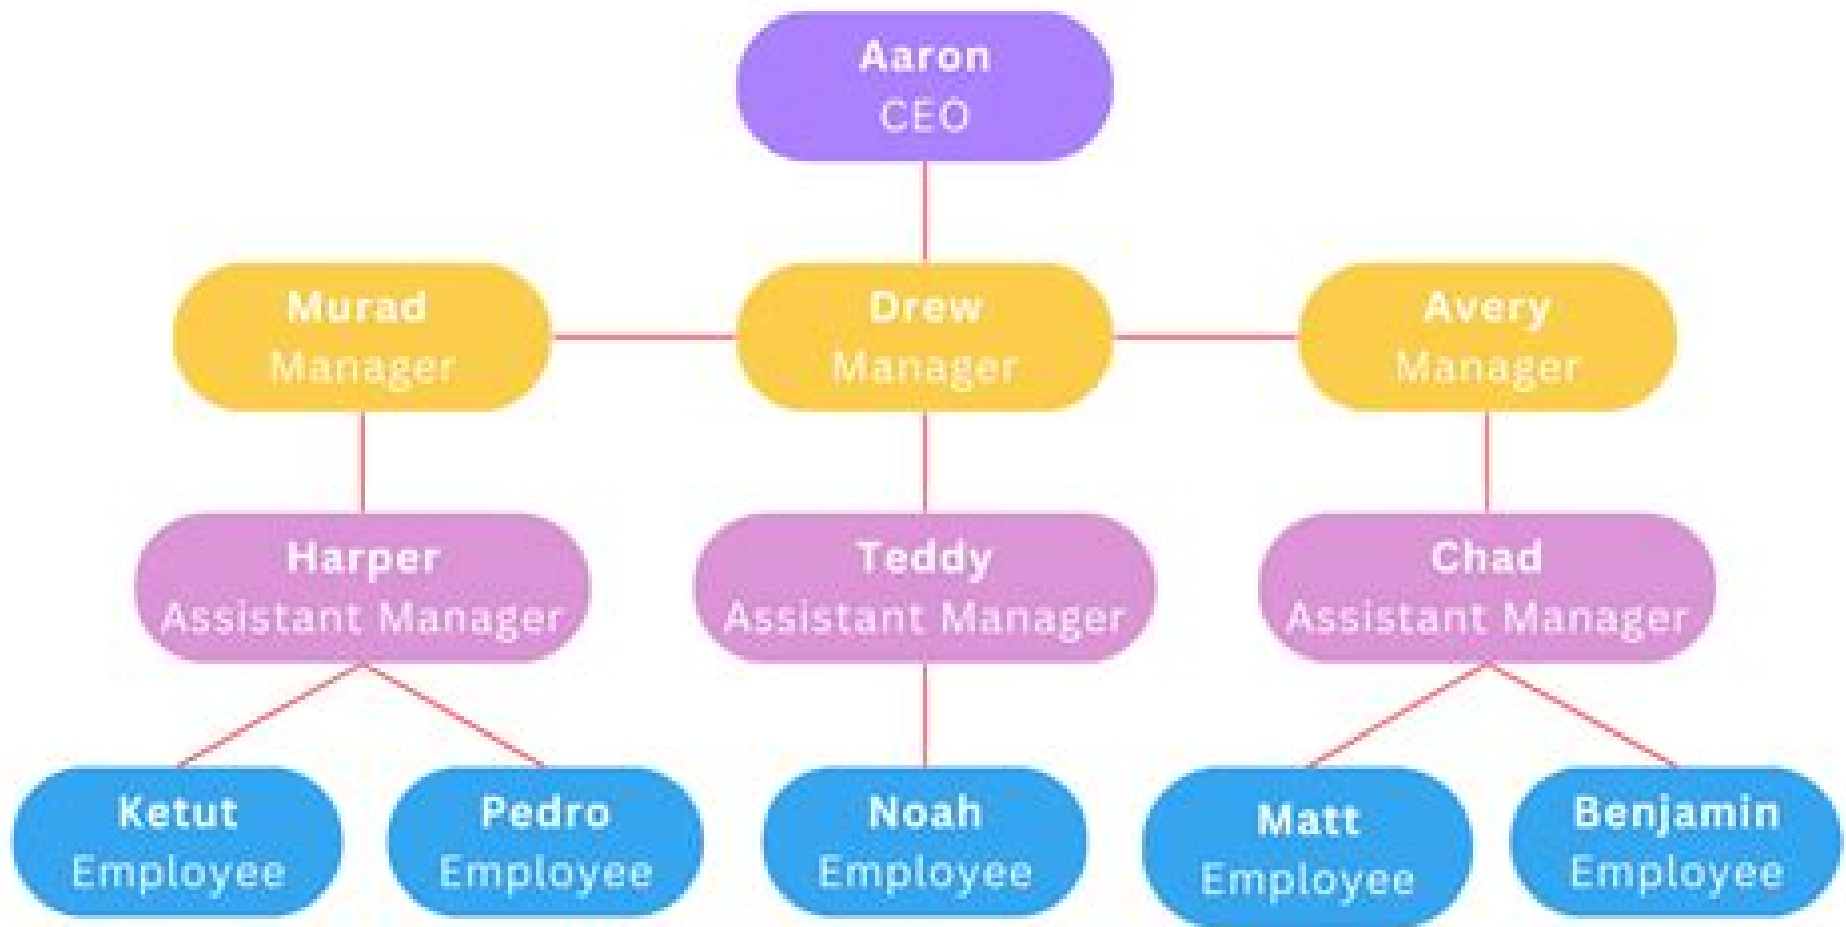 Aaron
CEO
Murad
Manager
Drew
Manager
Avery
Manager
Harper
Assistant Manager
Teddy
Assistant Manager
Chad
Assistant Manager
Ketut
Employee
Pedro
Employee
Noah
Employee
Matt
Employee
Benjamin
Employee